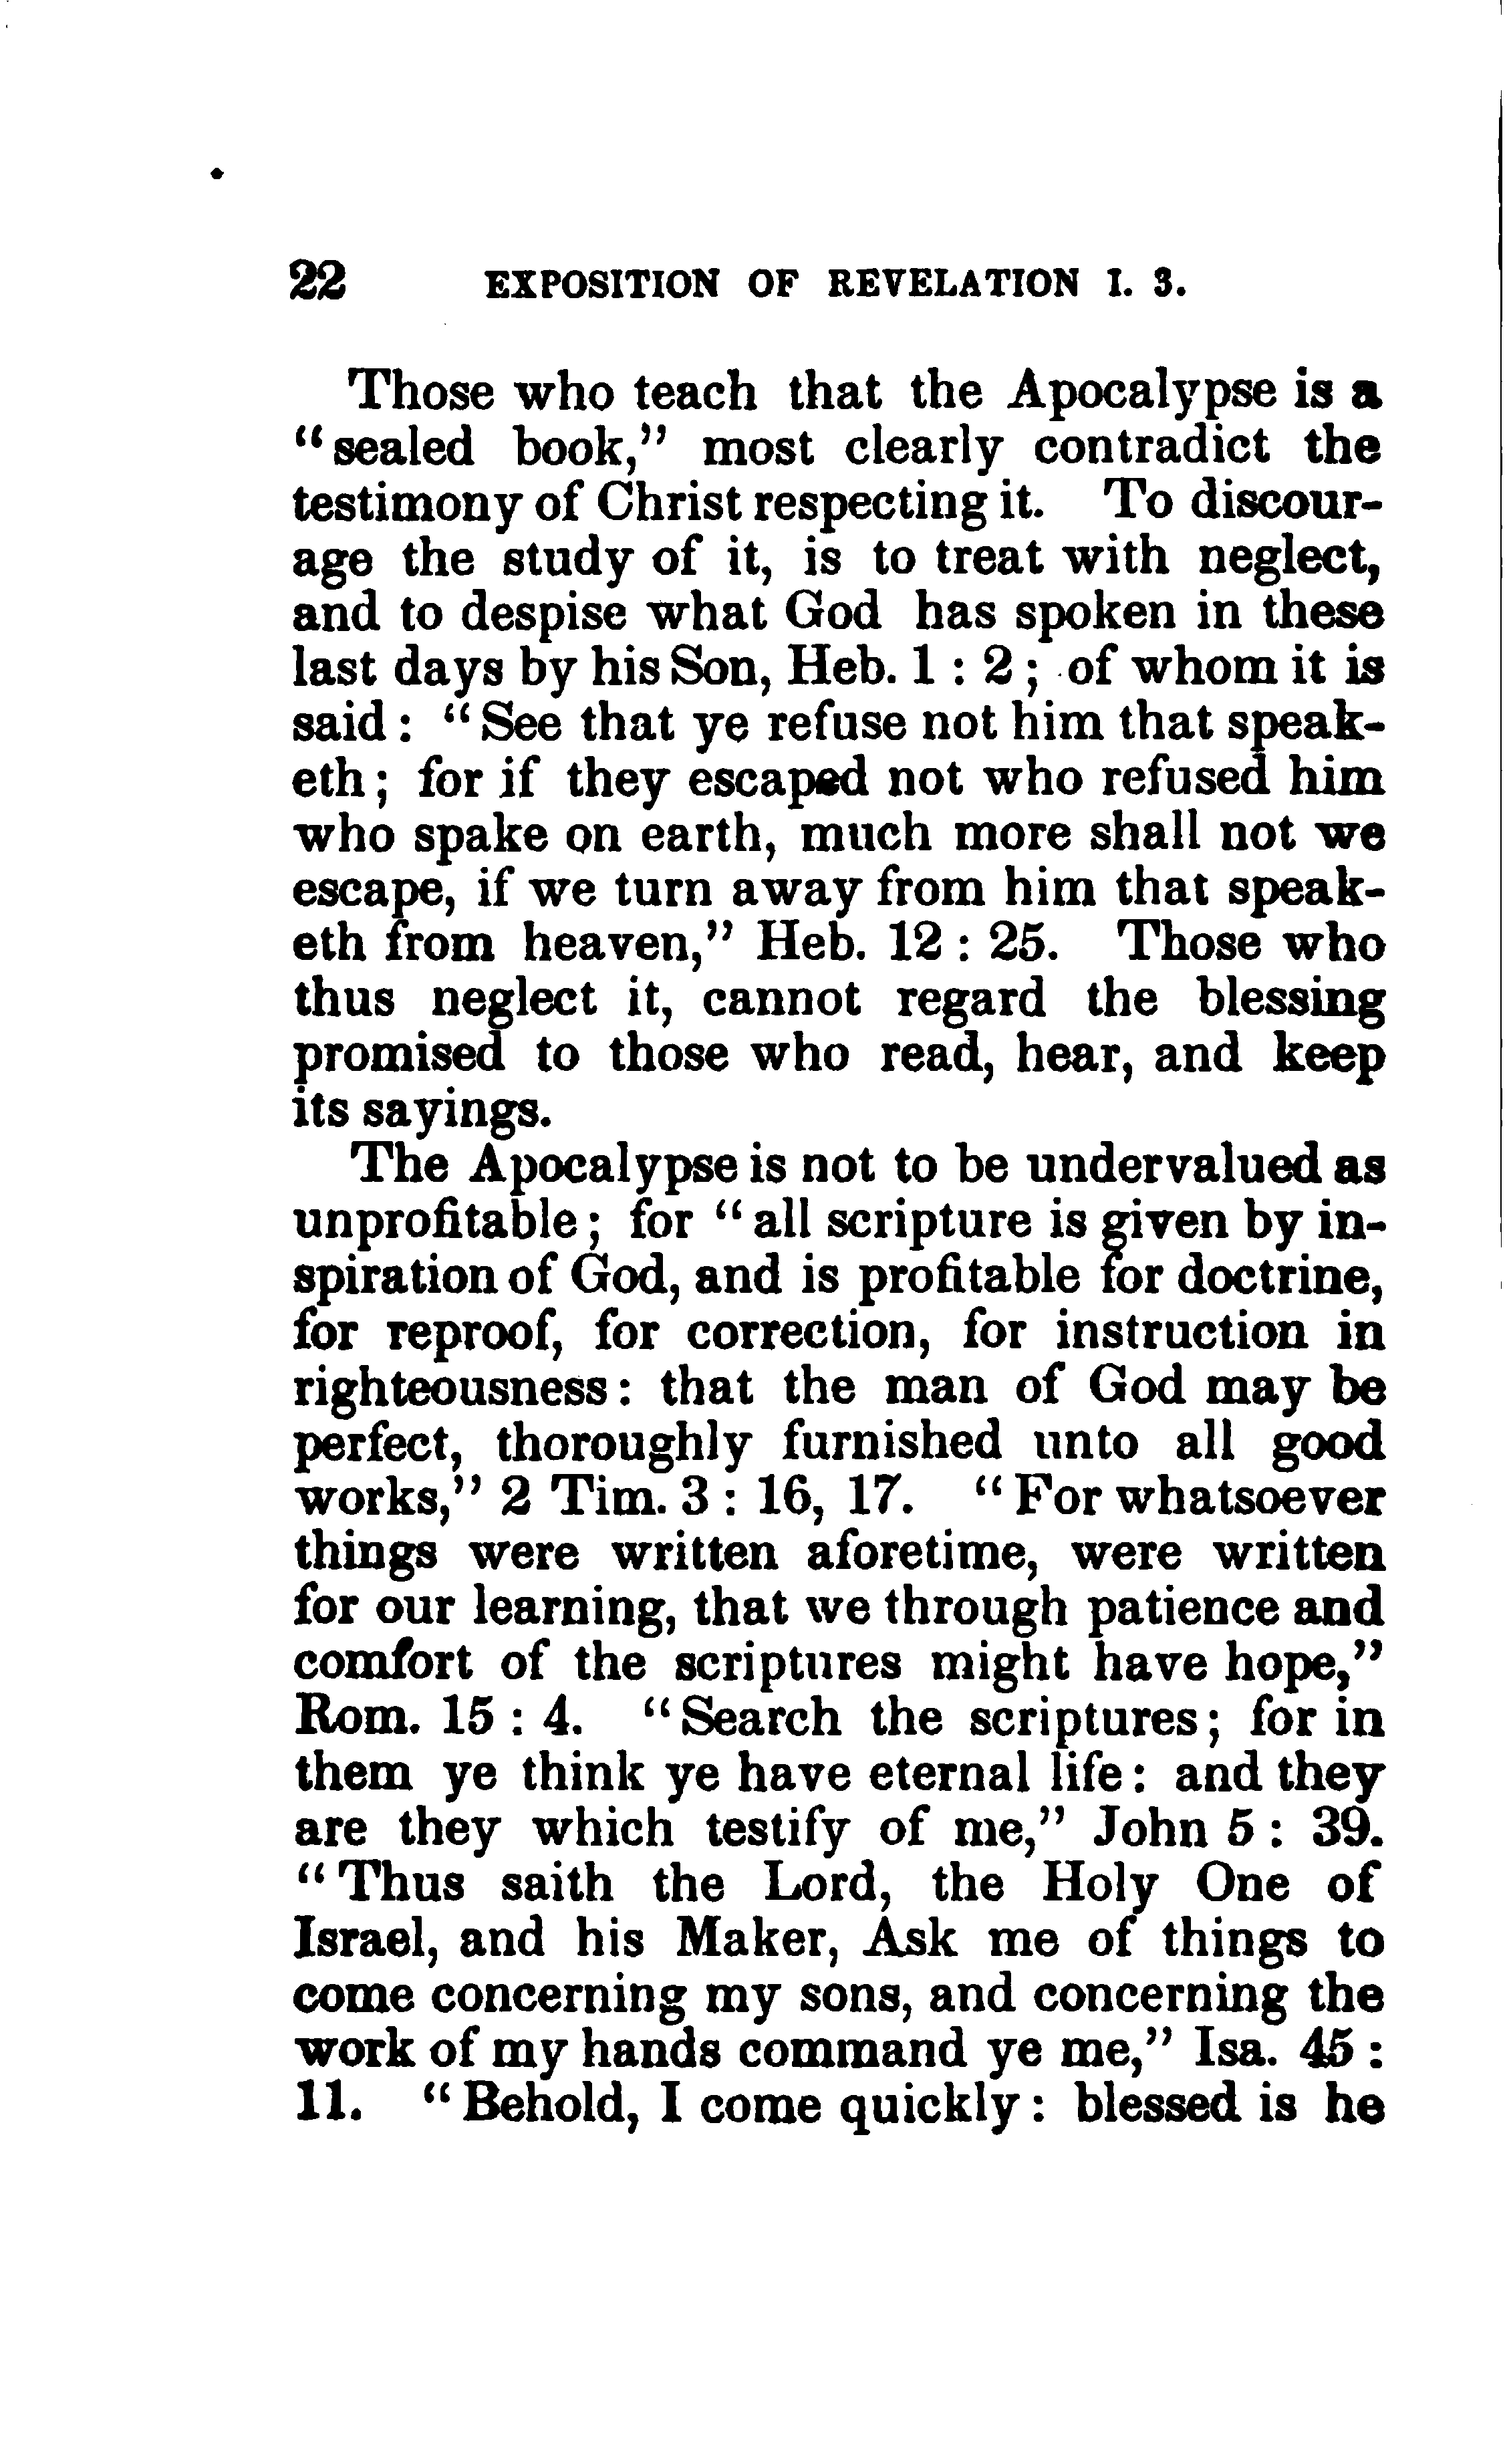 22 EXPOSITION OF REVELATION I. 3.
Those who teach that the Apocalypse is a
"sealed book," most clearly contradict the
testimony of Christ respecting it. To discour-
age the study of it, is to treat with neglect,
and to despise what God has spoken in these
last days by his Son, Heb. 1 : 2 ; of whom it is
said : "See that ye refuse not him that speak-
eth ; for if they escaped not who refused him
who spake on earth, much more shall not we
escape, if we turn away from him that speak-
eth from heaven," Heb. 12 : 25. Those who
thus neglect it, cannot regard the blessing
promised to those who read, hear, and keep
its sayings.
The Apocalypse is not to be undervalued as
unprofitable ; for "all scripture is given by in-
spiration of God, and is profitable for doctrine,
for reproof, for correction, for instruction in
righteousness : that the man of God may be
perfect, thoroughly furnished unto all good
works," 2 Tim. 3 : 16, 17. "For whatsoever
things were written aforetime, were written
for our learning, that we through patience and
comfort of the scriptures might have hope,"
Rom. 15 : 4. "Search the scriptures ; for in
them ye think ye have eternal life : and they
are they which testify of me," John 5 : 39.
"Thus saith the Lord, the Holy One of
Israel, and his Maker, Ask me of things to
come concerning my sons, and concerning the
work of my hands command ye me," Isa. 45 :
11. "Behold, I come quickly : blessed is he